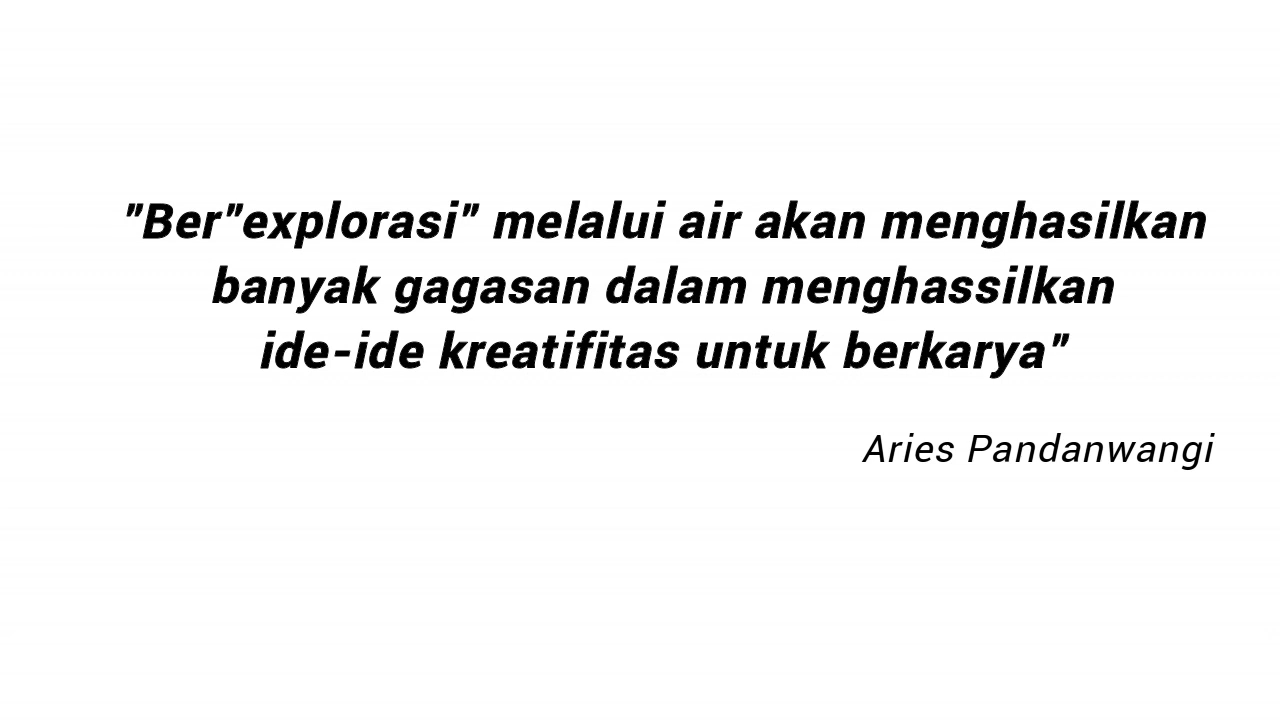 "Ber"explorasi" melalui air akan menghasilkan
banyak gagasan dalam menghassilkan
ide-ide kreatifitas untuk berkarya"
Aries Pandanwangi